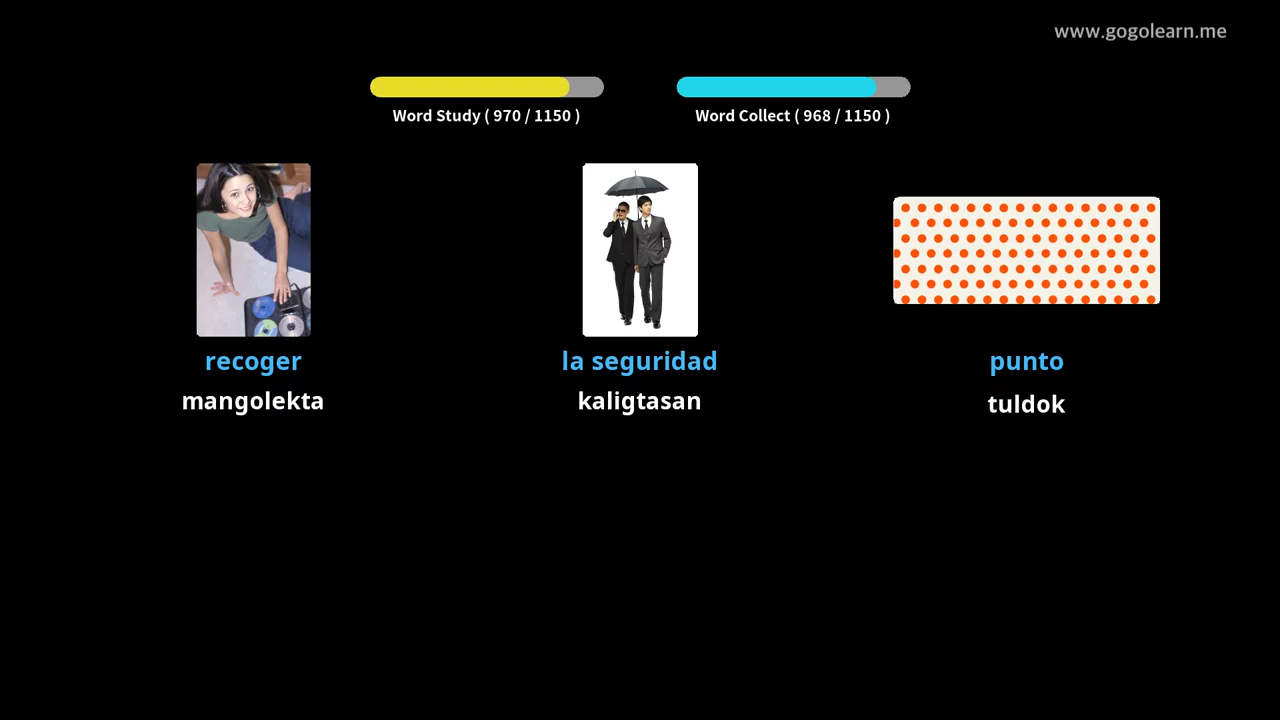 www.gogolearn.me
Word Study ( 970 / 1150 )
Word Collect ( 968 / 1150 )
recoger
mangolekta
la seguridad
kaligtasan
punto
tuldok